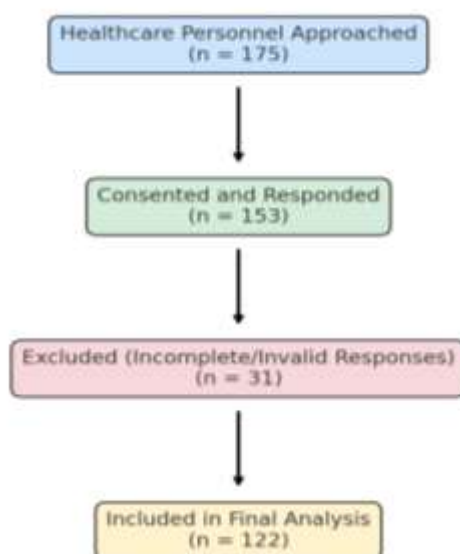 Healthcare Personnel Approached
(n = 175)
Consented and Responded
(n = 153)
Excluded (Incomplete/Invalid Responses)
(n = 31)
Included in Final Analysis
(n = 122)